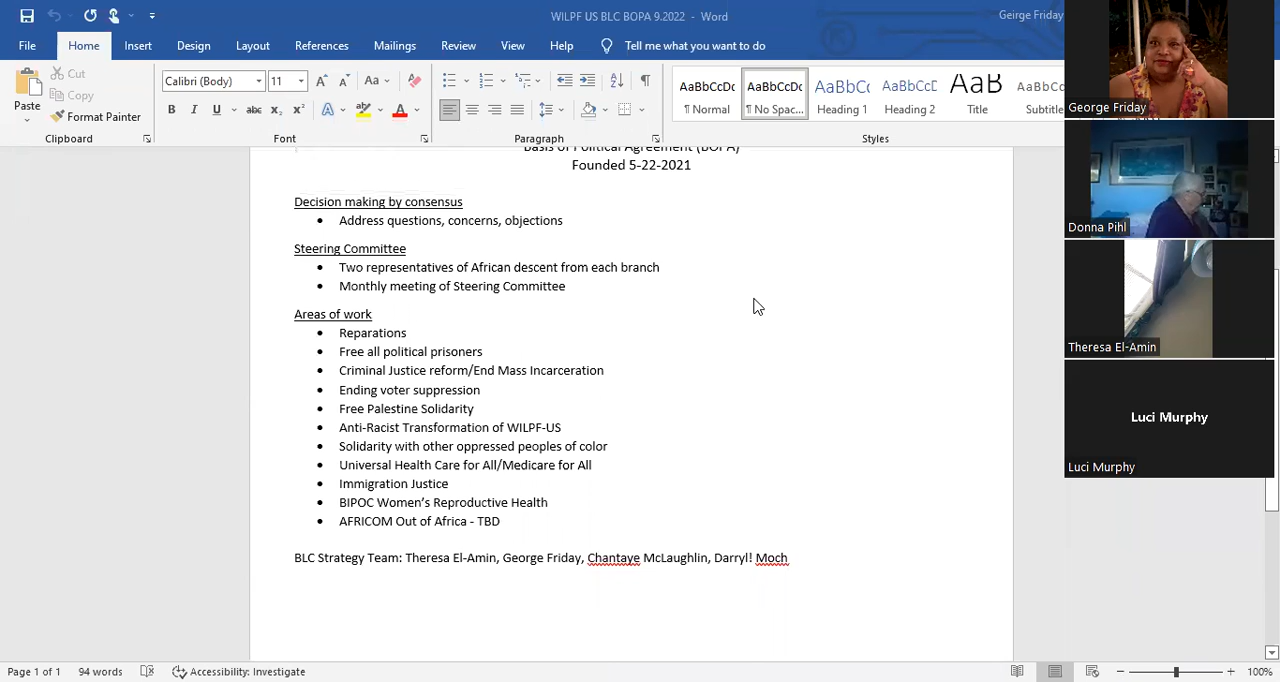 WILPF US BLC BOPA 9.2022 - Word
Geirge Friday
File Home Insert Design Layout References Mailings Review View Help Tell me what you want to do
Paste
Cut
Copy
Format Painter
Clipboard
Calibri (Body) 11
Font
Paragraph
AaBbCcDc ¶ Normal
AaBbCcDc ¶ No Spac...
AaBbCc Heading 1
AaBbCcD Heading 2
AaB Title
AaBbCcD Subtitle
Styles
Basis of Political Agreement (BOPA)
Founded 5-22-2021
Decision making by consensus
• Address questions, concerns, objections
Steering Committee
• Two representatives of African descent from each branch
• Monthly meeting of Steering Committee
Areas of work
• Reparations
• Free all political prisoners
• Criminal Justice reform/End Mass Incarceration
• Ending voter suppression
• Free Palestine Solidarity
• Anti-Racist Transformation of WILPF-US
• Solidarity with other oppressed peoples of color
• Universal Health Care for All/Medicare for All
• Immigration Justice
• BIPOC Women's Reproductive Health
• AFRICOM Out of Africa - TBD
BLC Strategy Team: Theresa El-Amin, George Friday, Chantaye McLaughlin, Darryl! Moch
George Friday
Donna Pihl
Theresa El-Amin
Luci Murphy
Luci Murphy
Page 1 of 1 94 words Accessibility: Investigate 100%